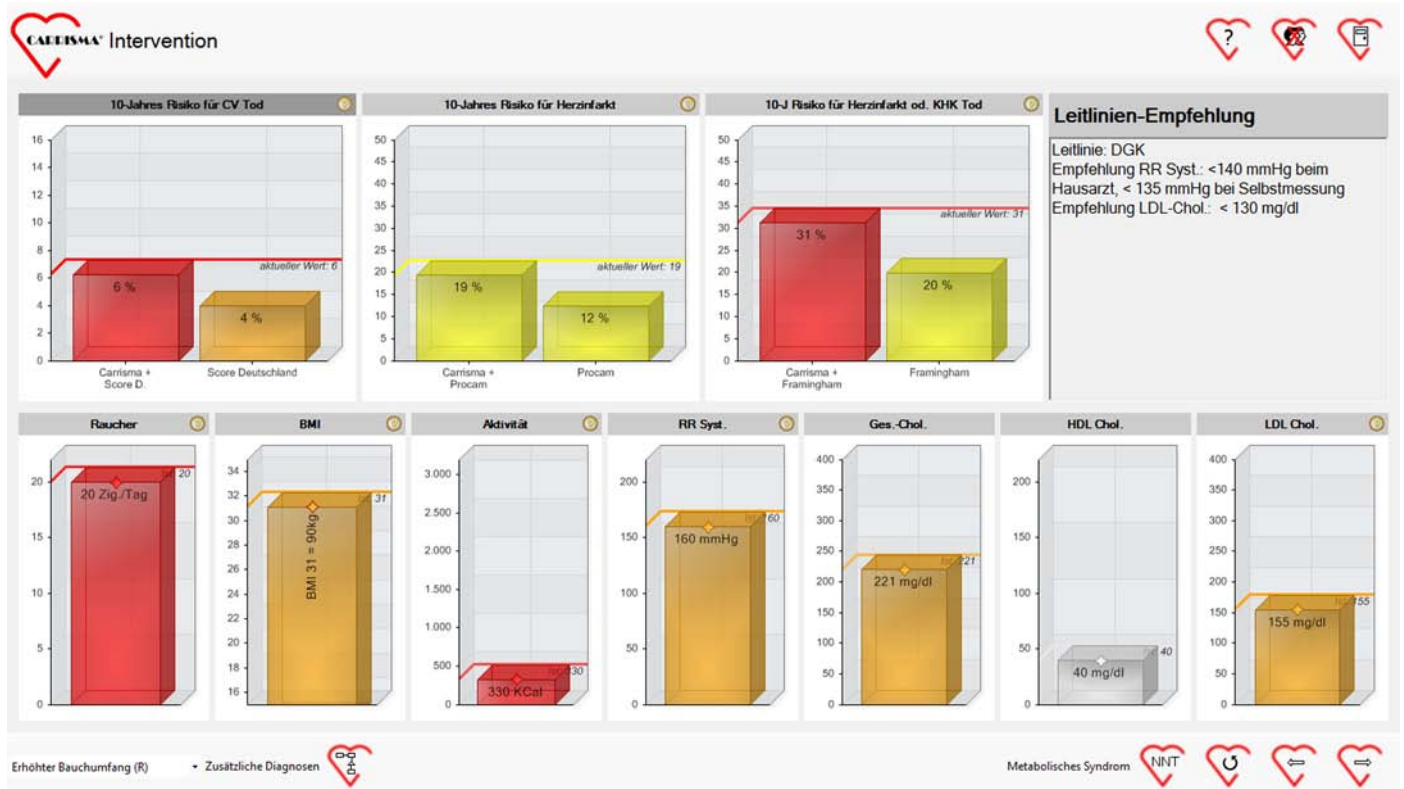 CARRISMA® Intervention
?
10-Jahres Risiko für CV Tod
10-Jahres Risiko für Herzinfarkt
10-J Risiko für Herzinfarkt od. KHK Tod
Leitlinien-Empfehlung
Leitlinie: DGK
Empfehlung RR Syst.: <140 mmHg beim
Hausarzt, < 135 mmHg bei Selbstmessung
Empfehlung LDL-Chol.: < 130 mg/dl
16
14
12
10
8
6
4
2
0
aktueller Wert: 6
6 %
4 %
Carrisma +
Score D.
Score Deutschland
50
45
40
35
30
25
20
15
10
5
0
aktueller Wert: 19
19 %
12 %
Carrisma +
Procam
Procam
50
45
40
35
30
25
20
15
10
5
0
aktueller Wert: 31
31 %
20 %
Carrisma +
Framingham
Framingham
Raucher
BMI
Aktivität
RR Syst.
Ges.-Chol.
HDL Chol.
LDL Chol.
20
15
10
5
0
20
20 Zig./Tag
34
32
30
28
26
24
22
20
18
16
31
BMI 31 = 90kg
3.000
2.500
2.000
1.500
1.000
500
0
330 KCal
200
150
100
50
0
160 mmHg
400
350
300
250
200
150
100
50
0
221
221 mg/dl
200
150
100
50
0
40
40 mg/dl
400
350
300
250
200
150
100
50
0
155 mg/dl
Erhöhter Bauchumfang (R)
Zusätzliche Diagnosen
Metabolisches Syndrom
NNT